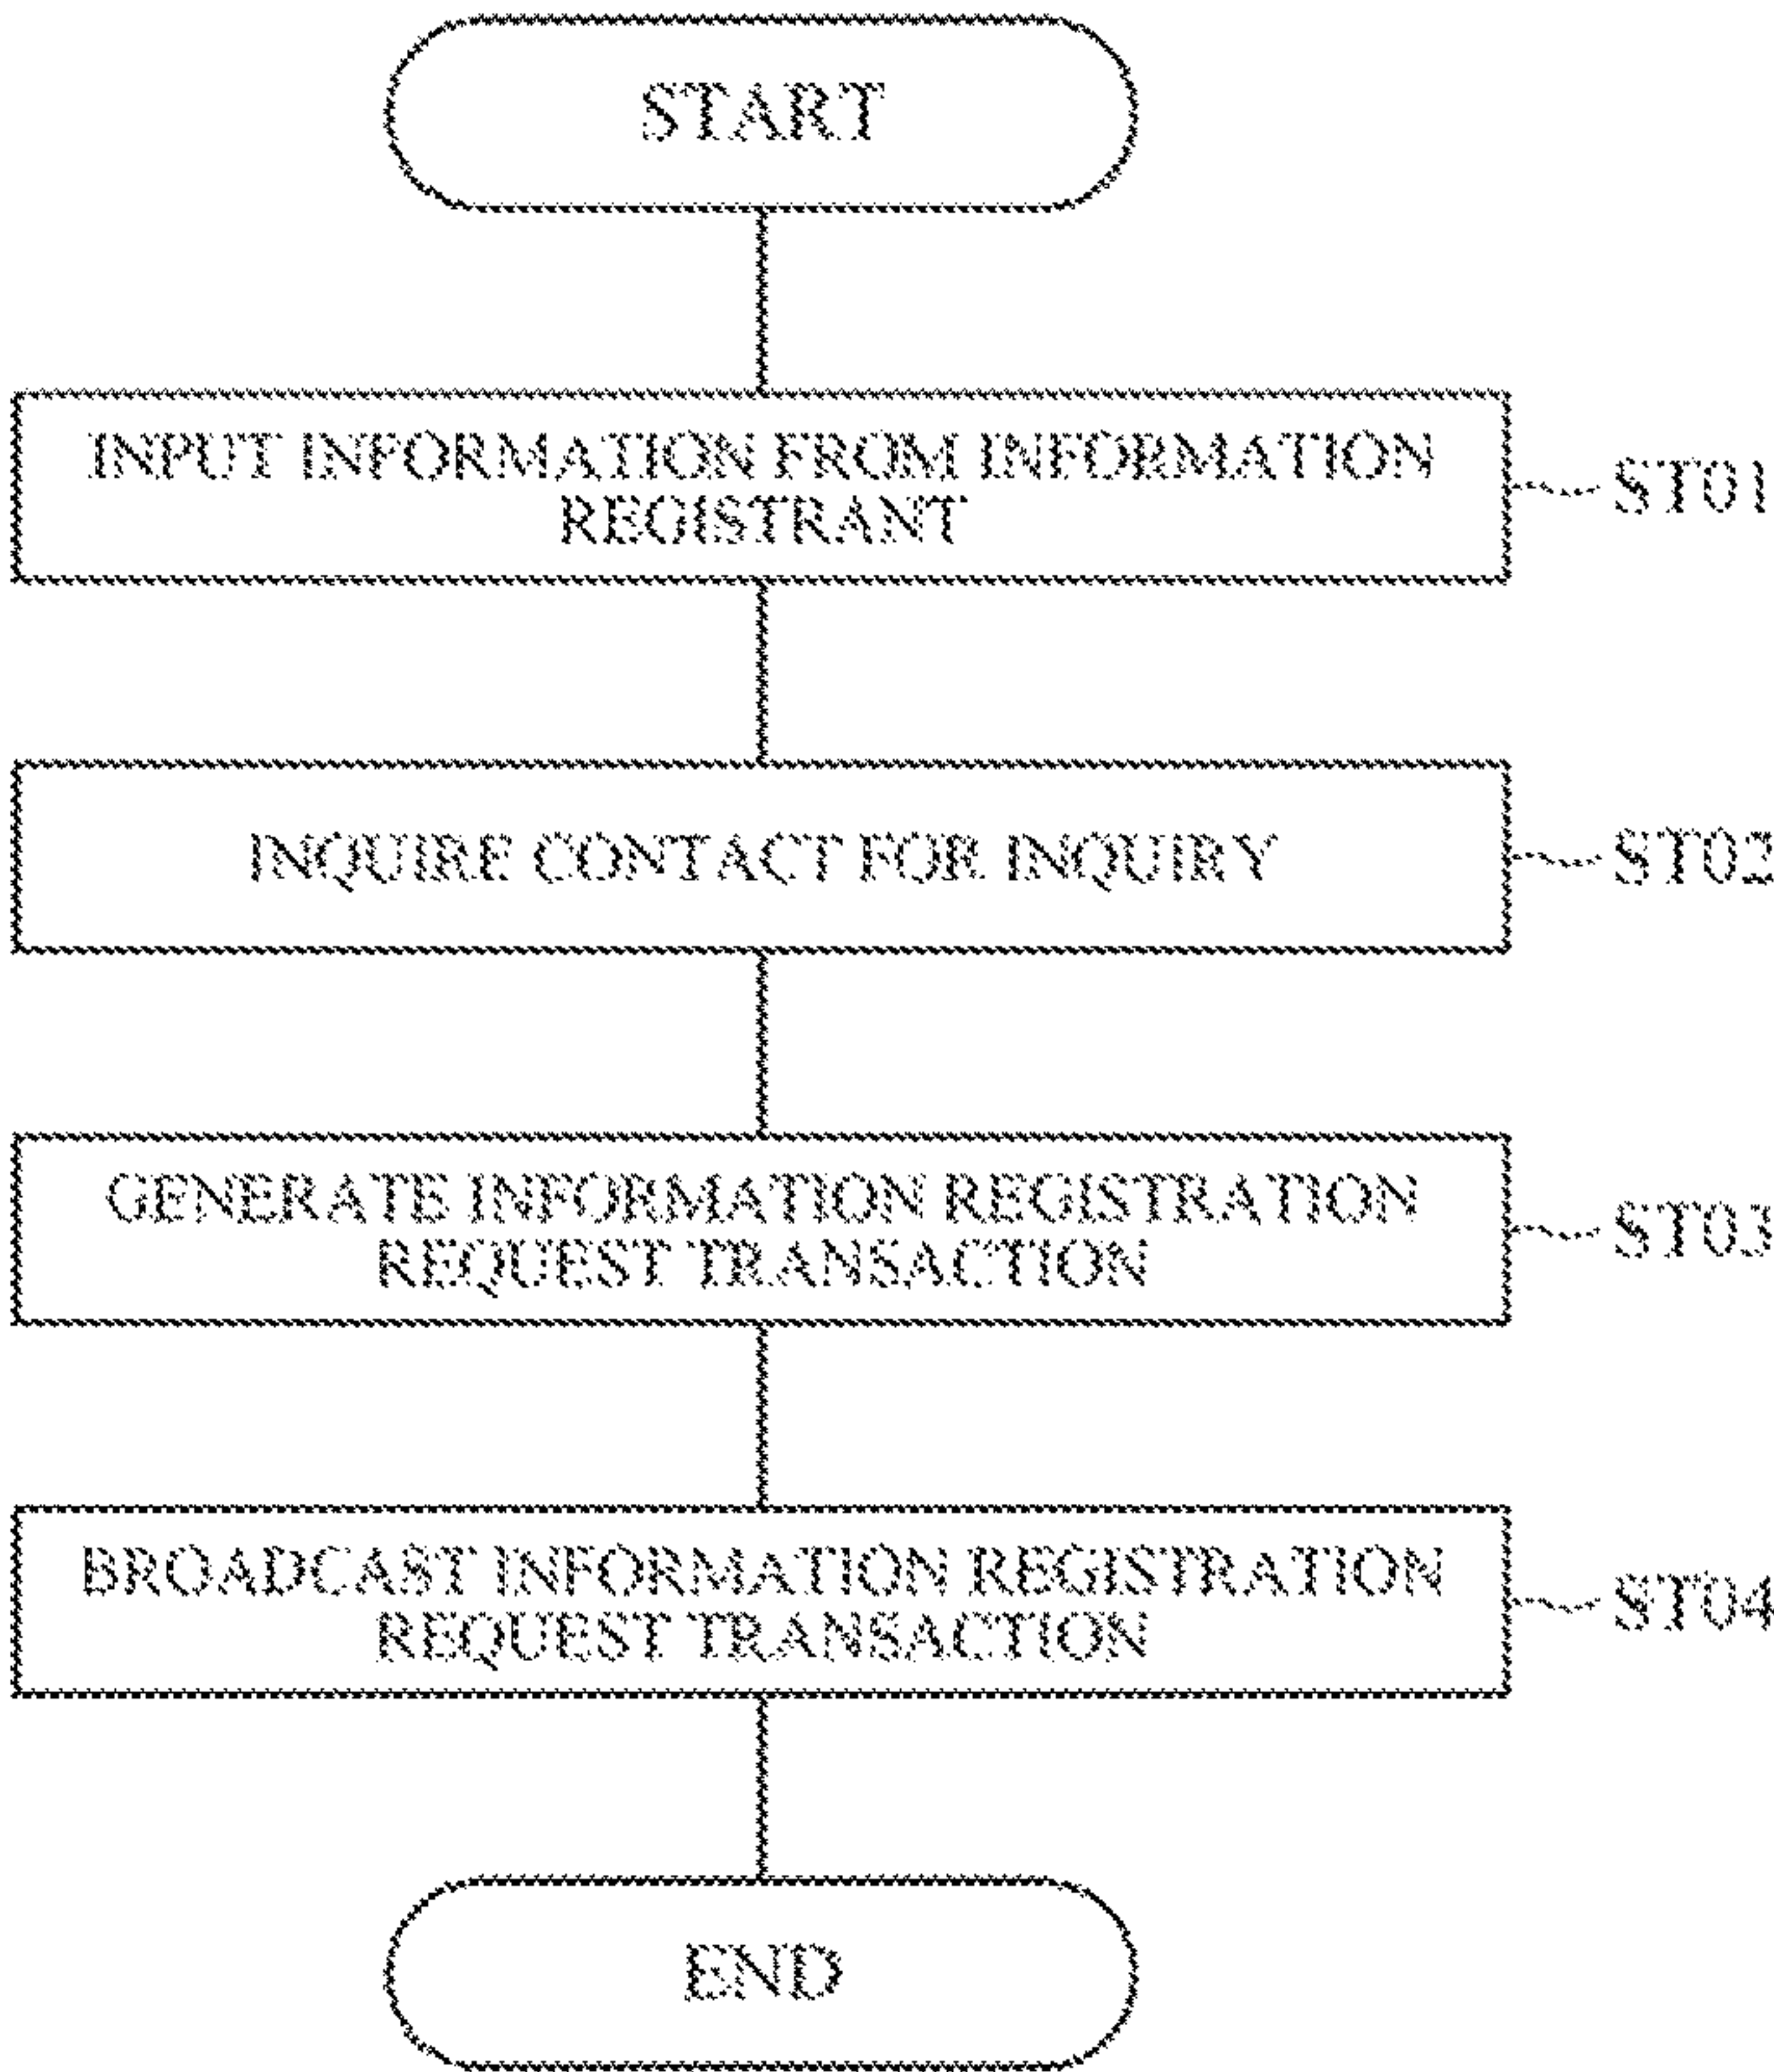 START
INPUT INFORMATION FROM INFORMATION
REGISTRANT
ST01
INQUIRE CONTACT FOR INQUIRY
ST02
GENERATE INFORMATION REGISTRATION
REQUEST TRANSACTION
ST03
BROADCAST INFORMATION REGISTRATION
REQUEST TRANSACTION
ST04
END